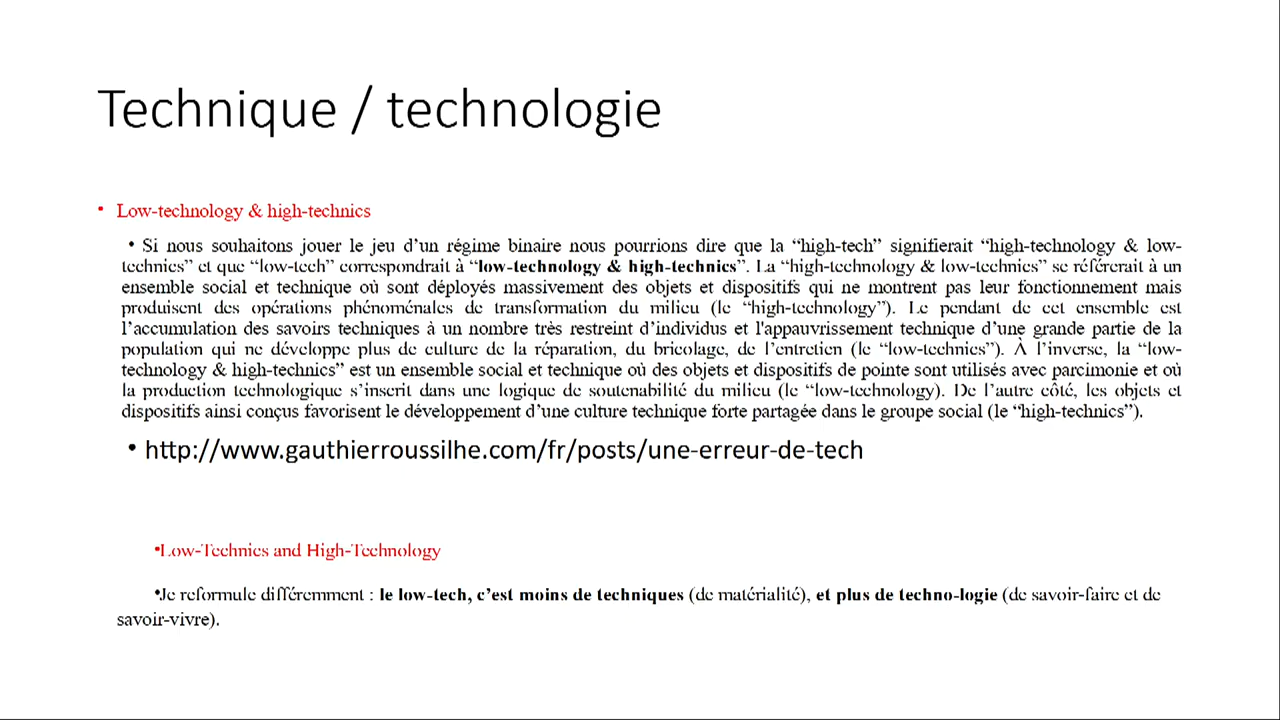 Technique / technologie
• Low-technology & high-technics
• Si nous souhaitons jouer le jeu d’un régime binaire nous pourrions dire que la “high-tech” signifierait “high-technology & low-
technics” et que “low-tech” correspondrait à “low-technology & high-technics”. La “high-technology & low-technics” se référerait à un
ensemble social et technique où sont déployés massivement des objets et dispositifs qui ne montrent pas leur fonctionnement mais
produisent des opérations phénoménales de transformation du milieu (le “high-technology”). Le pendant de cet ensemble est
l’accumulation des savoirs techniques à un nombre très restreint d’individus et l'appauvrissement technique d’une grande partie de la
population qui ne développe plus de culture de la réparation, du bricolage, de l’entretien (le “low-technics”). À l’inverse, la “low-
technology & high-technics” est un ensemble social et technique où des objets et dispositifs de pointe sont utilisés avec parcimonie et où
la production technologique s’inscrit dans une logique de soutenabilité du milieu (le “low-technology). De l’autre côté, les objets et
dispositifs ainsi conçus favorisent le développement d’une culture technique forte partagée dans le groupe social (le “high-technics”).
• http://www.gauthierroussilhe.com/fr/posts/une-erreur-de-tech
•Low-Technics and High-Technology
•Je reformule différemment : le low-tech, c’est moins de techniques (de matérialité), et plus de techno-logie (de savoir-faire et de
savoir-vivre).